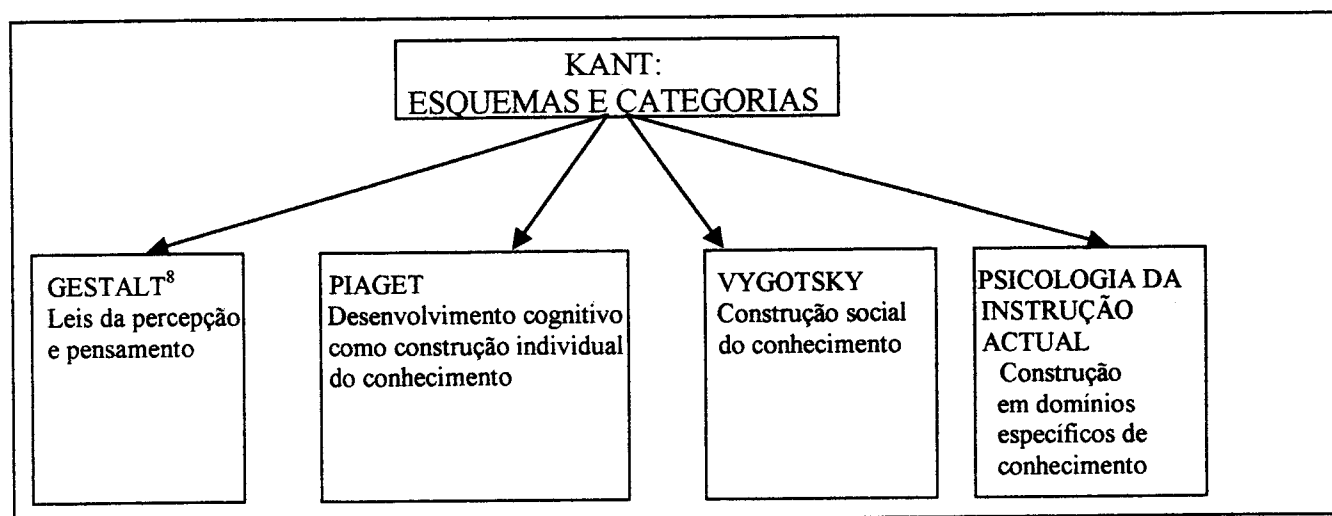 KANT:
ESQUEMAS E CATEGORIAS
GESTALT⁸
Leis da percepção
e pensamento
PIAGET
Desenvolvimento cognitivo
como construção individual
do conhecimento
VYGOTSKY
Construção social
do conhecimento
PSICOLOGIA DA
INSTRUÇÃO
ACTUAL
Construção
em domínios
específicos de
conhecimento